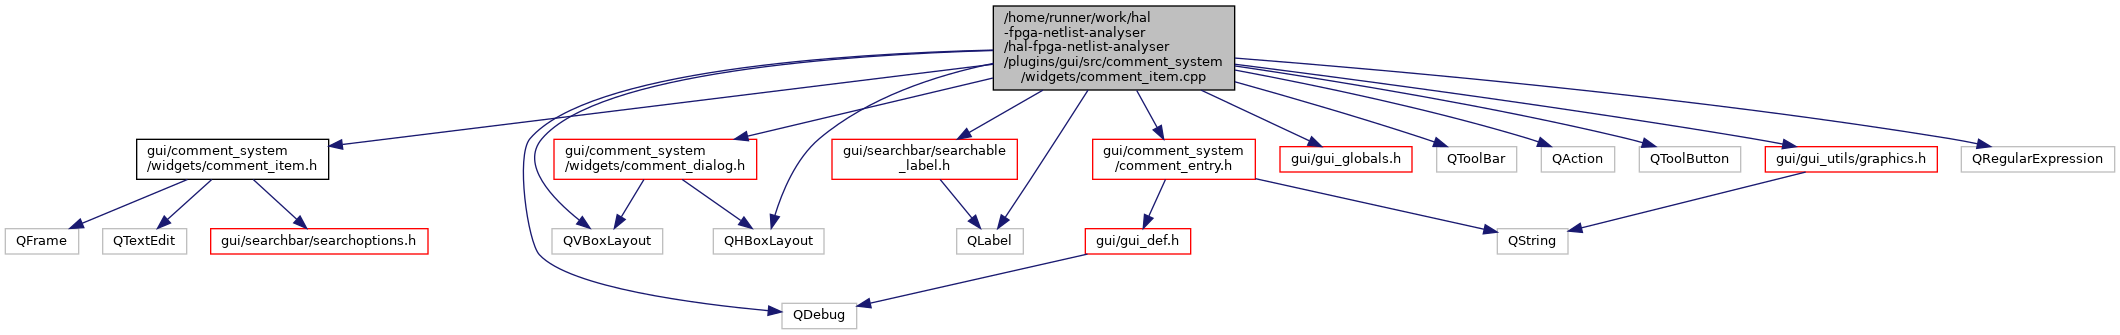 /home/runner/work/hal
-fpga-netlist-analyser
/hal-fpga-netlist-analyser
/plugins/gui/src/comment_system
/widgets/comment_item.cpp
gui/comment_system
/widgets/comment_item.h
gui/comment_system
/widgets/comment_dialog.h
gui/searchbar/searchable
_label.h
gui/comment_system
/comment_entry.h
gui/gui_globals.h
QToolBar
QAction
QToolButton
gui/gui_utils/graphics.h
QRegularExpression
QFrame
QTextEdit
gui/searchbar/searchoptions.h
QVBoxLayout
QHBoxLayout
QLabel
gui/gui_def.h
QString
QDebug